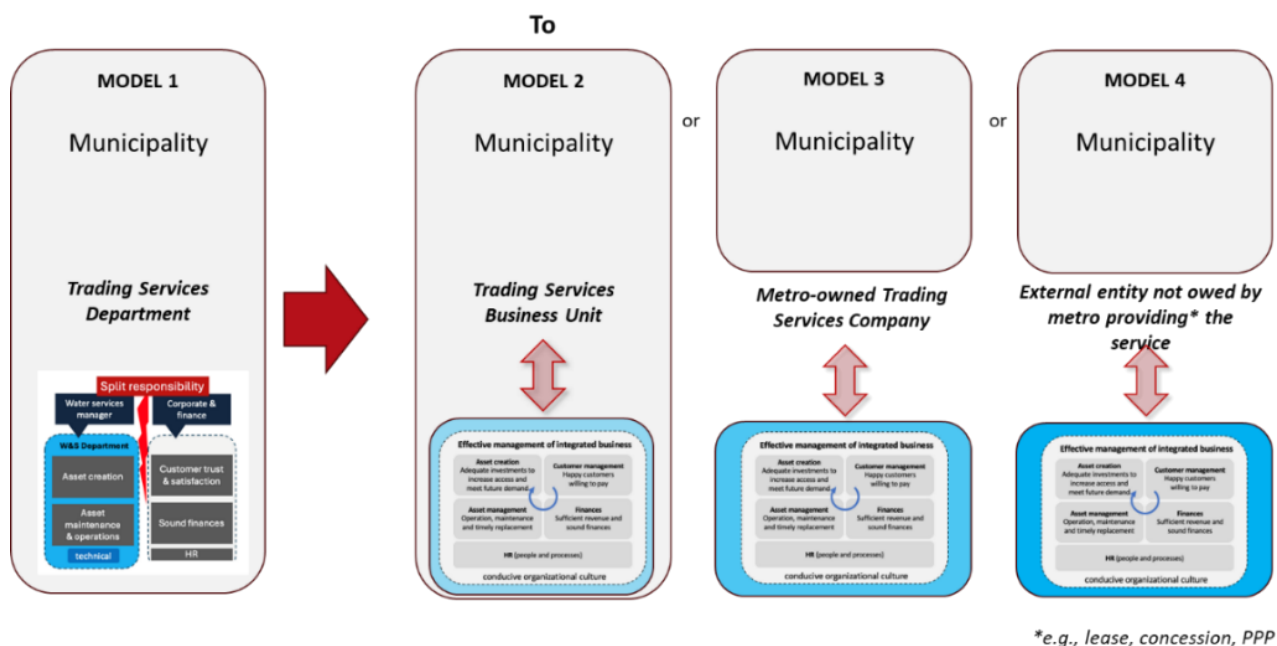 To
MODEL 1
Municipality
Trading Services
Department
Split responsibility
Water services
manager
Corporate &
finance
W&S Department
Asset creation
Asset
maintenance
& operations
technical
Customer trust
& satisfaction
Sound finances
HR
MODEL 2
Municipality
Trading Services
Business Unit
Effective management of integrated business
Asset creation
Adequate investments to
increase access and
meet future demand
Customer management
Happy customers
willing to pay
Asset management
Operation, maintenance
and timely replacement
Finances
Sufficient revenue and
sound finances
HR (people and processes)
conducive organizational culture
or
MODEL 3
Municipality
Metro-owned Trading
Services Company
Effective management of integrated business
Asset creation
Adequate investments to
increase access and
meet future demand
Customer management
Happy customers
willing to pay
Asset management
Operation, maintenance
and timely replacement
Finances
Sufficient revenue and
sound finances
HR (people and processes)
conducive organizational culture
or
MODEL 4
Municipality
External entity not owed by
metro providing* the
service
Effective management of integrated business
Asset creation
Adequate investments to
increase access and
meet future demand
Customer management
Happy customers
willing to pay
Asset management
Operation, maintenance
and timely replacement
Finances
Sufficient revenue and
sound finances
HR (people and processes)
conducive organizational culture
*e.g., lease, concession, PPP